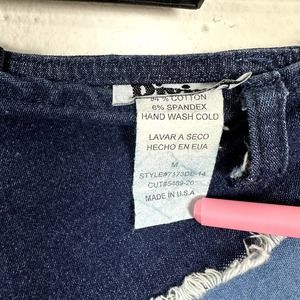 94 % COTTON
6% SPANDEX
HAND WASH COLD
LAVAR A SECO
HECHO EN EUA
M
STYLE#7373DE-14
CUT#5489-20
MADE IN U.S.A